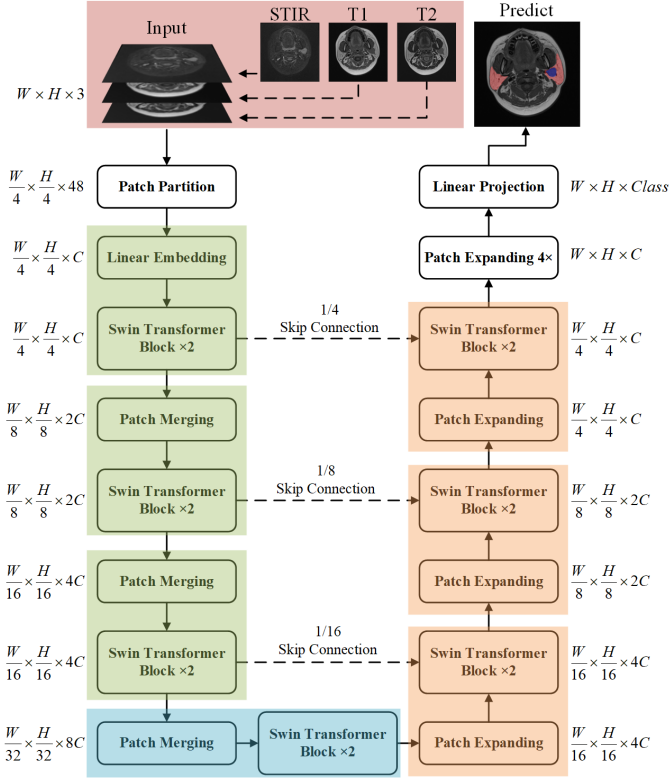 Input
STIR
T1
T2
Predict
W × H × 3
W/4 × H/4 × 48
Patch Partition
Linear Projection
W × H × Class
W/4 × H/4 × C
Linear Embedding
Patch Expanding 4×
W × H × C
W/4 × H/4 × C
Swin Transformer
Block ×2
1/4
Skip Connection
Swin Transformer
Block ×2
W/4 × H/4 × C
W/8 × H/8 × 2C
Patch Merging
Patch Expanding
W/4 × H/4 × C
W/8 × H/8 × 2C
Swin Transformer
Block ×2
1/8
Skip Connection
Swin Transformer
Block ×2
W/8 × H/8 × 2C
W/16 × H/16 × 4C
Patch Merging
Patch Expanding
W/8 × H/8 × 2C
W/16 × H/16 × 4C
Swin Transformer
Block ×2
1/16
Skip Connection
Swin Transformer
Block ×2
W/16 × H/16 × 4C
W/32 × H/32 × 8C
Patch Merging
Swin Transformer
Block ×2
Patch Expanding
W/16 × H/16 × 4C